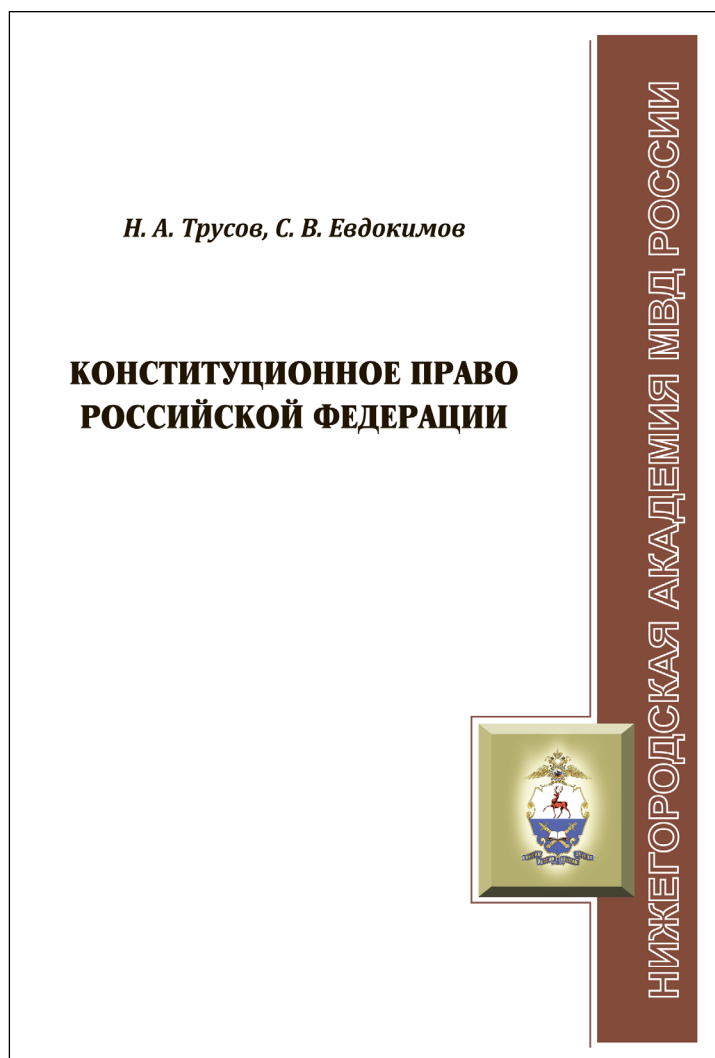 Н. А. Трусов, С. В. Евдокимов
КОНСТИТУЦИОННОЕ ПРАВО
РОССИЙСКОЙ ФЕДЕРАЦИИ
НИЖЕГОРОДСКАЯ АКАДЕМИЯ МВД РОССИИ